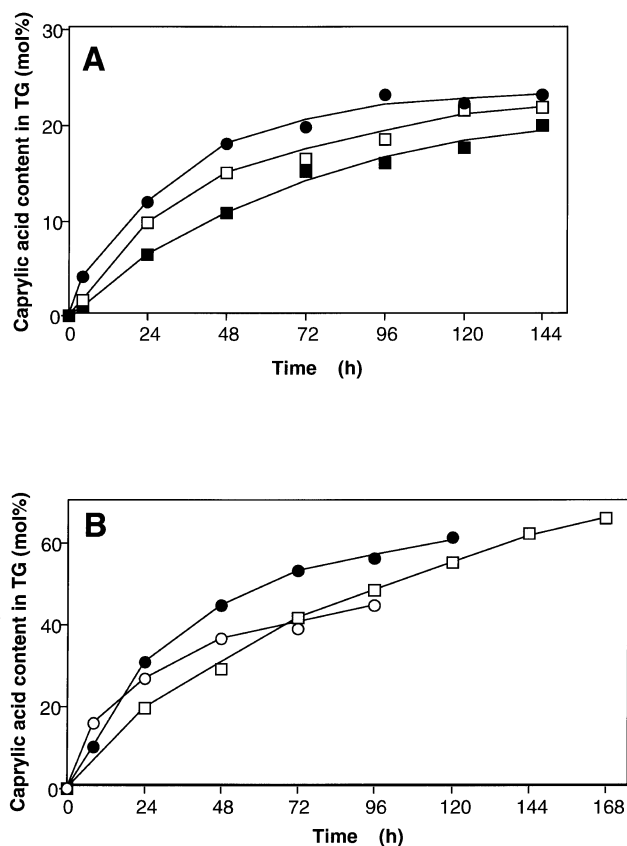 A
30
20
10
0
Caprylic acid content in TG (mol%)
0 24 48 72 96 120 144
Time (h)
B
60
40
20
0
Caprylic acid content in TG (mol%)
0 24 48 72 96 120 144 168
Time (h)